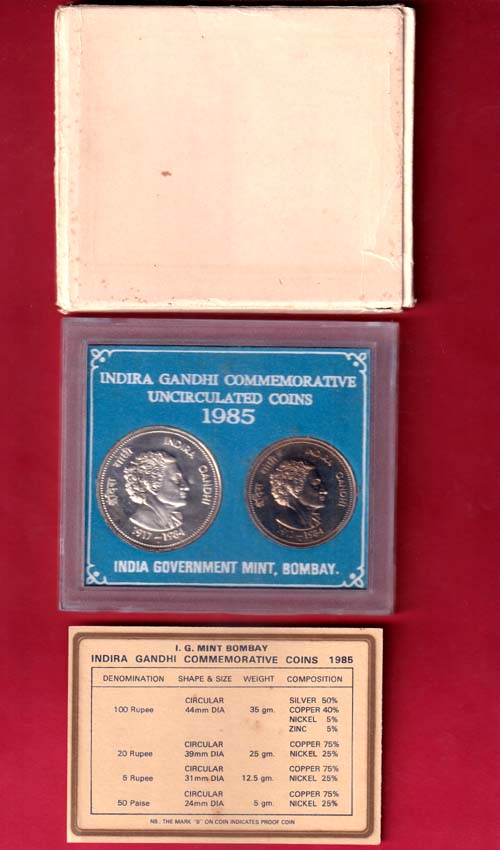 INDIRA GANDHI COMMEMORATIVE
UNCIRCULATED COINS
1985
इंदिरा गांधी INDIRA GANDHI
1917-1984
इंदिरा गांधी INDIRA GANDHI
1917-1984
INDIA GOVERNMENT MINT, BOMBAY.
I. G. MINT BOMBAY
INDIRA GANDHI COMMEMORATIVE COINS 1985
DENOMINATION SHAPE & SIZE WEIGHT COMPOSITION
100 Rupee CIRCULAR 44mm DIA 35 gm. SILVER 50%
COPPER 40%
NICKEL 5%
ZINC 5%
20 Rupee CIRCULAR 39mm DIA 25 gm. COPPER 75%
NICKEL 25%
5 Rupee CIRCULAR 31mm DIA 12.5 gm. COPPER 75%
NICKEL 25%
50 Paise CIRCULAR 24mm DIA 5 gm. COPPER 75%
NICKEL 25%
NB. THE MARK "B" ON COIN INDICATES PROOF COIN